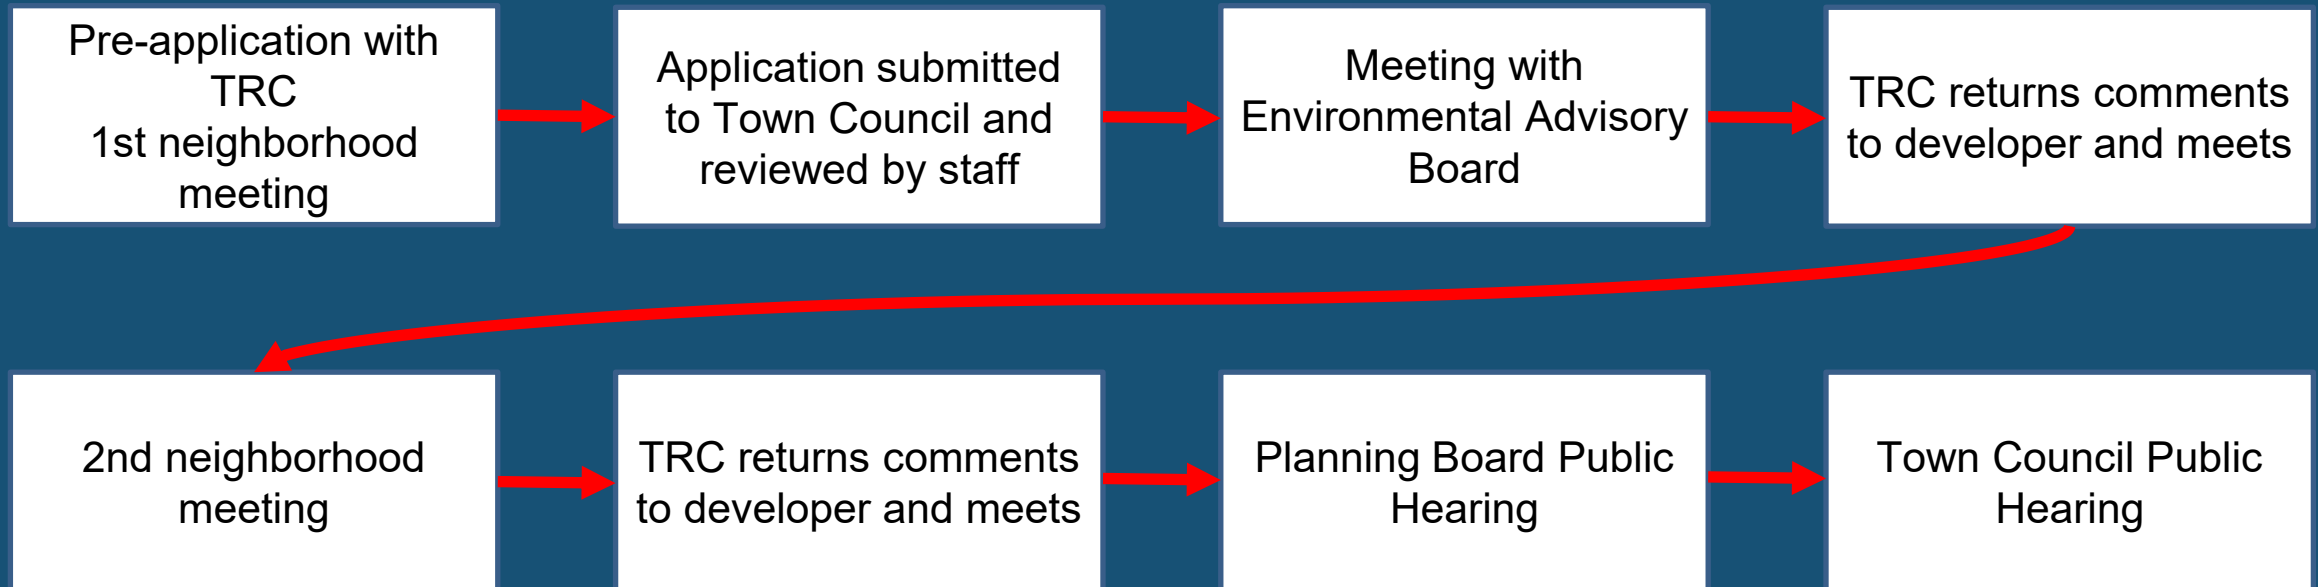 Pre-application with
TRC
1st neighborhood
meeting
Application submitted
to Town Council and
reviewed by staff
Meeting with
Environmental Advisory
Board
TRC returns comments
to developer and meets
2nd neighborhood
meeting
TRC returns comments
to developer and meets
Planning Board Public
Hearing
Town Council Public
Hearing